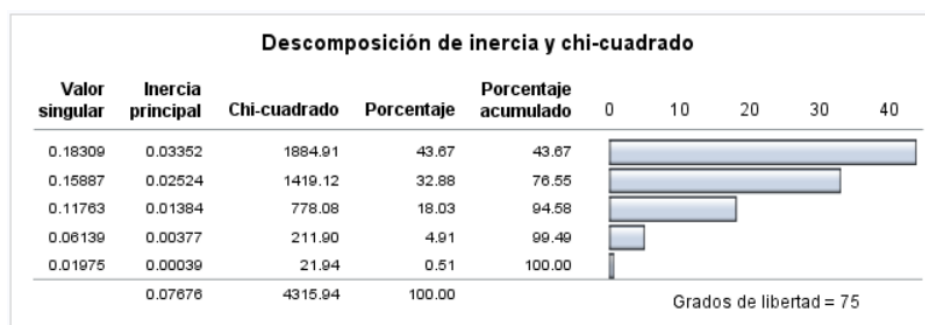 Descomposición de inercia y chi-cuadrado
Valor singular Inercia principal Chi-cuadrado Porcentaje Porcentaje acumulado 0 10 20 30 40
0.18309 0.03352 1884.91 43.67 43.67
0.15887 0.02524 1419.12 32.88 76.55
0.11763 0.01384 778.08 18.03 94.58
0.06139 0.00377 211.90 4.91 99.49
0.01975 0.00039 21.94 0.51 100.00
0.07676 4315.94 100.00
Grados de libertad = 75